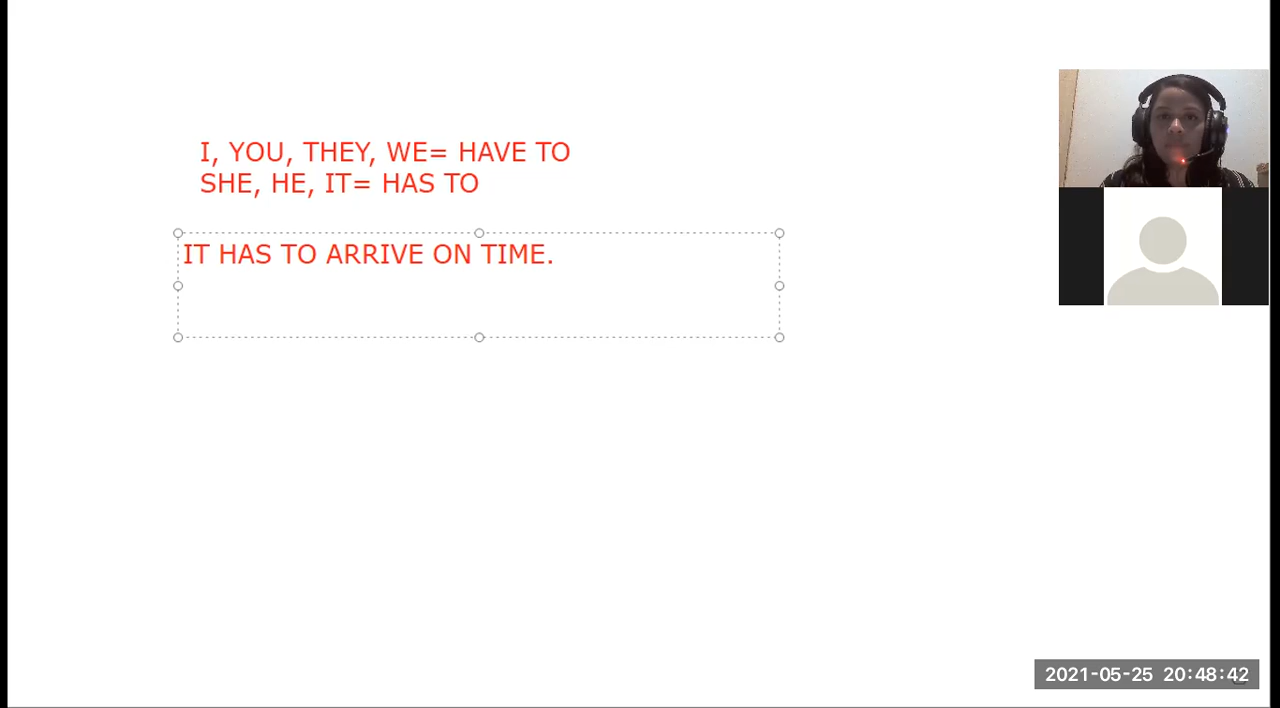 I, YOU, THEY, WE= HAVE TO
SHE, HE, IT= HAS TO
IT HAS TO ARRIVE ON TIME.
2021-05-25 20:48:42